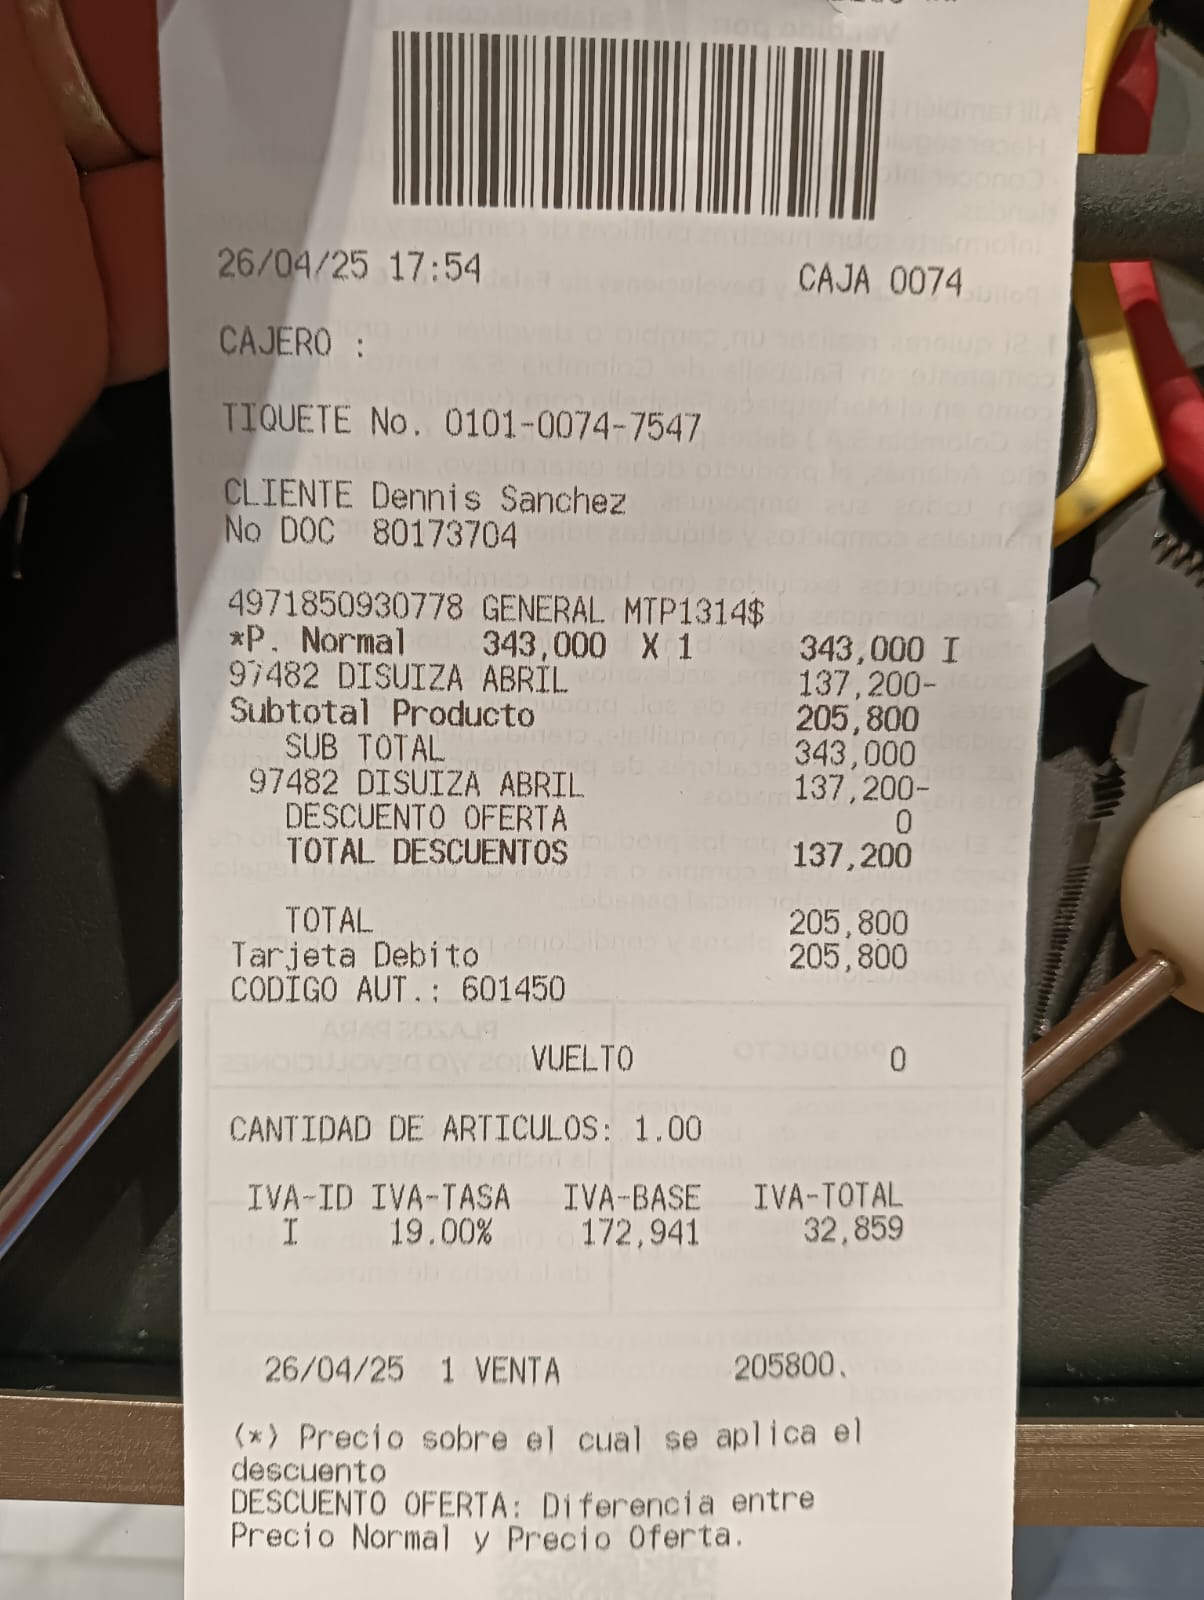 26/04/25 17:54 CAJA 0074
CAJERO :
TIQUETE No. 0101-0074-7547
CLIENTE Dennis Sanchez
No DOC 80173704
4971850930778 GENERAL MTP1314$
*P. Normal 343,000 X 1 343,000 I
97482 DISUIZA ABRIL 137,200-
Subtotal Producto 205,800
SUB TOTAL 343,000
97482 DISUIZA ABRIL 137,200-
DESCUENTO OFERTA 0
TOTAL DESCUENTOS 137,200
TOTAL 205,800
Tarjeta Debito 205,800
CODIGO AUT.: 601450
VUELTO 0
CANTIDAD DE ARTICULOS: 1.00
IVA-ID IVA-TASA IVA-BASE IVA-TOTAL
I 19.00% 172,941 32,859
26/04/25 1 VENTA 205800.
(*) Precio sobre el cual se aplica el
descuento
DESCUENTO OFERTA: Diferencia entre
Precio Normal y Precio Oferta.